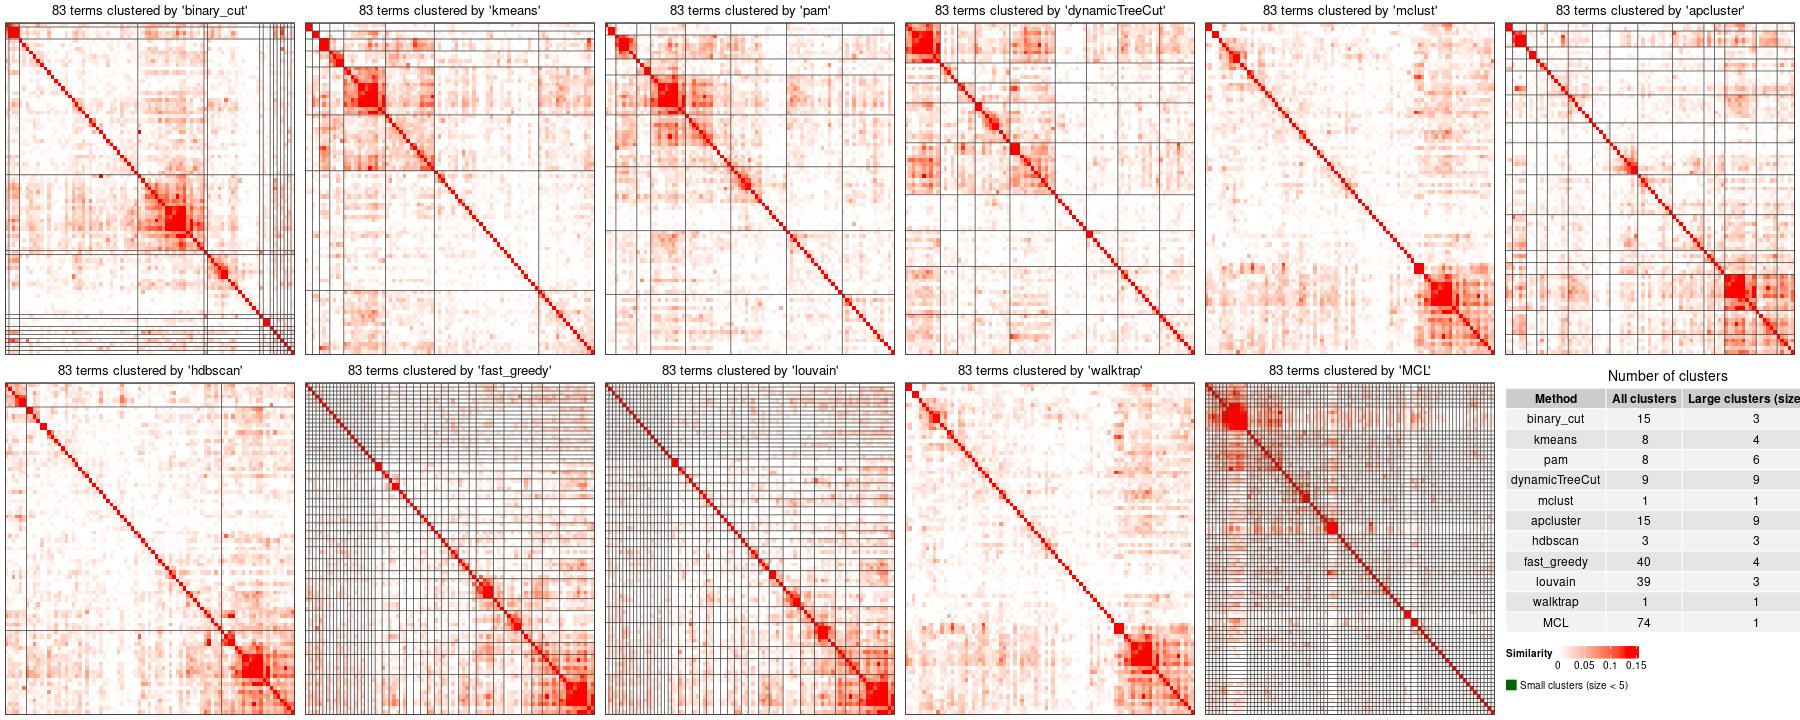 83 terms clustered by 'binary_cut'
83 terms clustered by 'kmeans'
83 terms clustered by 'pam'
83 terms clustered by 'dynamicTreeCut'
83 terms clustered by 'mclust'
83 terms clustered by 'apcluster'
83 terms clustered by 'hdbscan'
83 terms clustered by 'fast_greedy'
83 terms clustered by 'louvain'
83 terms clustered by 'walktrap'
83 terms clustered by 'MCL'
Number of clusters
Method All clusters Large clusters (size
binary_cut 15 3
kmeans 8 4
pam 8 6
dynamicTreeCut 9 9
mclust 1 1
apcluster 15 9
hdbscan 3 3
fast_greedy 40 4
louvain 39 3
walktrap 1 1
MCL 74 1
Similarity
0 0.05 0.1 0.15
Small clusters (size < 5)